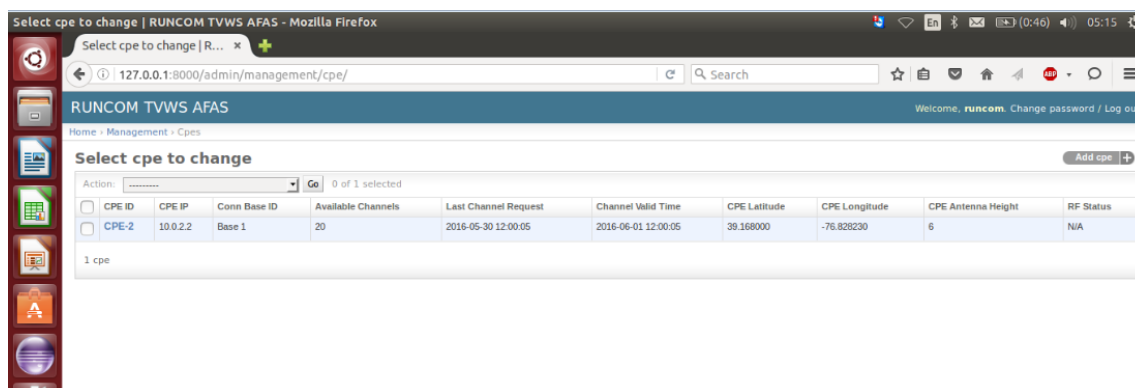 Select cpe to change | RUNCOM TVWS AFAS - Mozilla Firefox En (0:46) 05:15
Select cpe to change | R... ×
127.0.0.1:8000/admin/management/cpe/ Search ABP
RUNCOM TVWS AFAS Welcome, runcom. Change password / Log ou
Home › Management › Cpes
Select cpe to change Add cpe +
Action: --------- Go 0 of 1 selected
CPE ID CPE IP Conn Base ID Available Channels Last Channel Request Channel Valid Time CPE Latitude CPE Longitude CPE Antenna Height RF Status
CPE-2 10.0.2.2 Base 1 20 2016-05-30 12:00:05 2016-06-01 12:00:05 39.168000 -76.828230 6 N/A
1 cpe